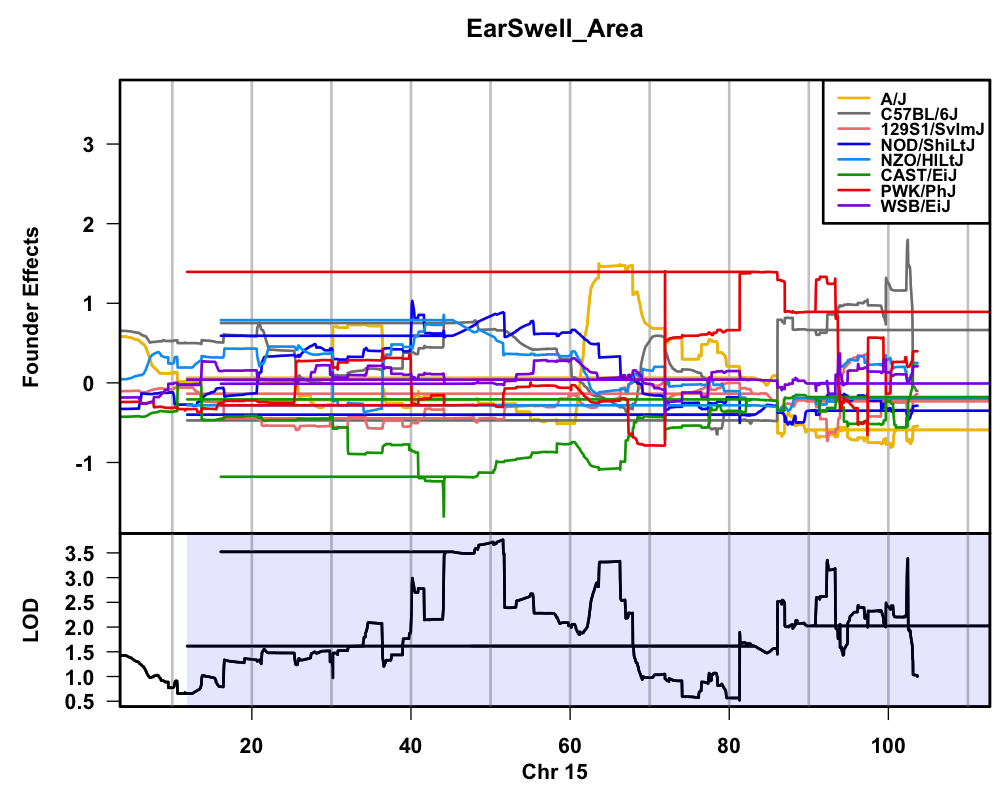 EarSwell_Area
A/J
C57BL/6J
129S1/SvImJ
NOD/ShiLtJ
NZO/HlLtJ
CAST/EiJ
PWK/PhJ
WSB/EiJ
Founder Effects
3
2
1
0
-1
LOD
3.5
3.0
2.5
2.0
1.5
1.0
0.5
20 40 60 80 100
Chr 15